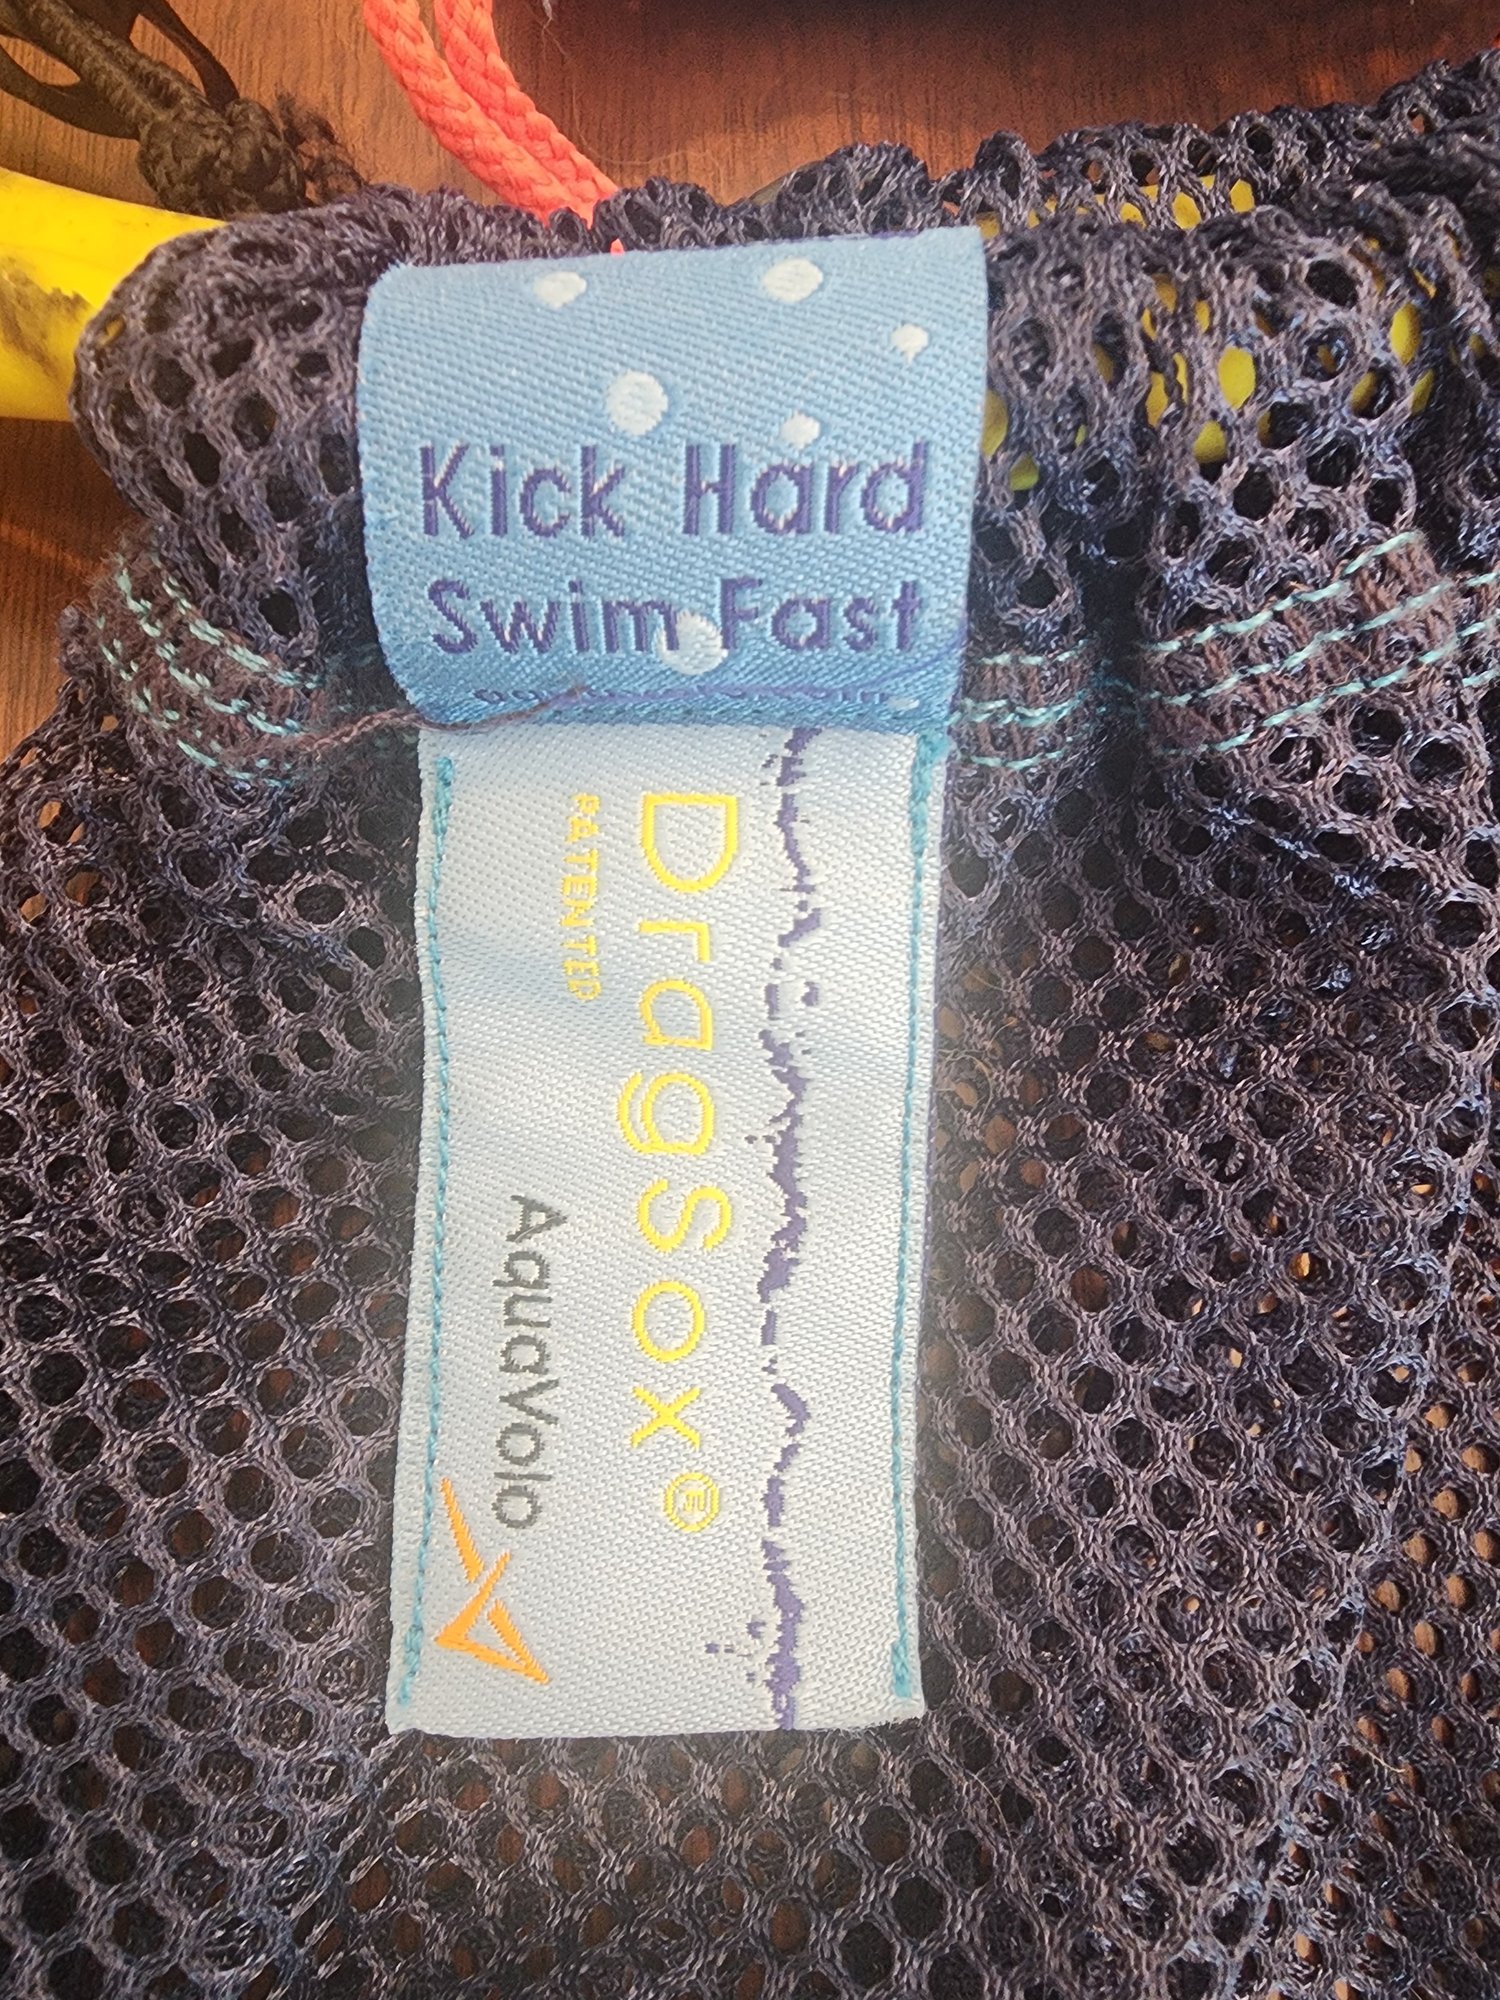 Kick Hard
Swim Fast
DragSox®
PATENTED
AquaVolo